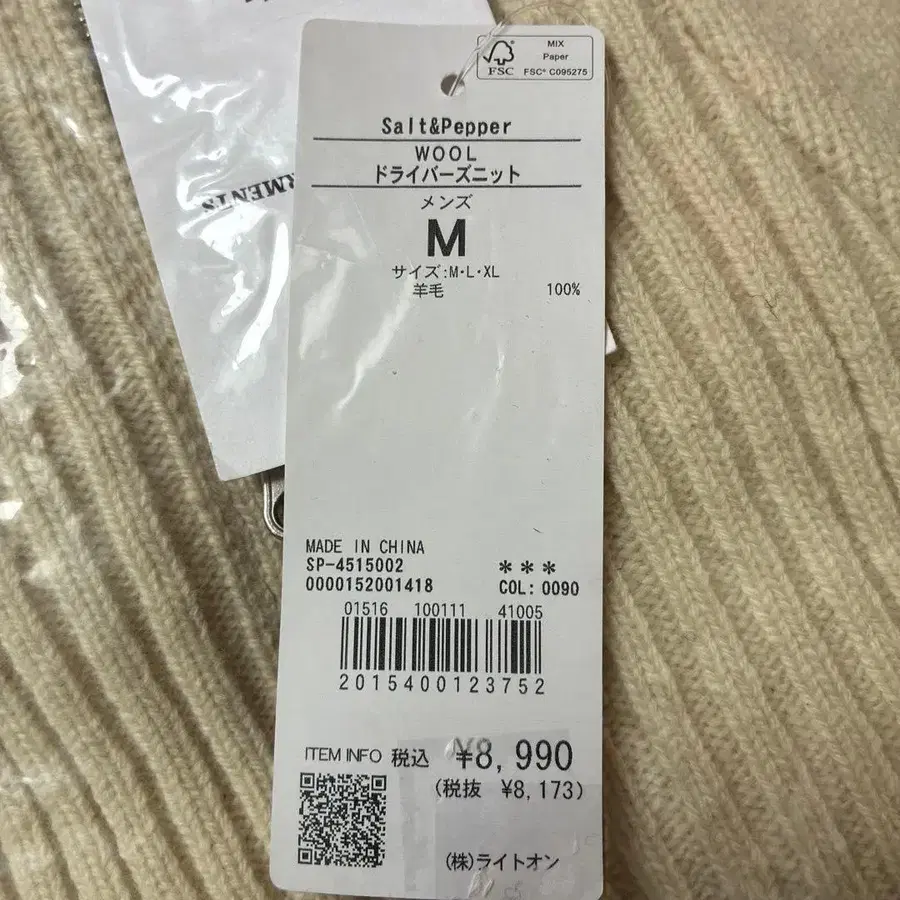 MIX
Paper
FSC
FSC® C095275
Salt&Pepper
WOOL
ドライバーズニット
メンズ
M
サイズ:M・L・XL
羊毛 100%
MADE IN CHINA
SP-4515002 ***
0000152001418 COL: 0090
01516 100111 41005
2015400123752
ITEM INFO 税込 ¥8,990
(税抜 ¥8,173)
(株)ライトオン
RMENTS